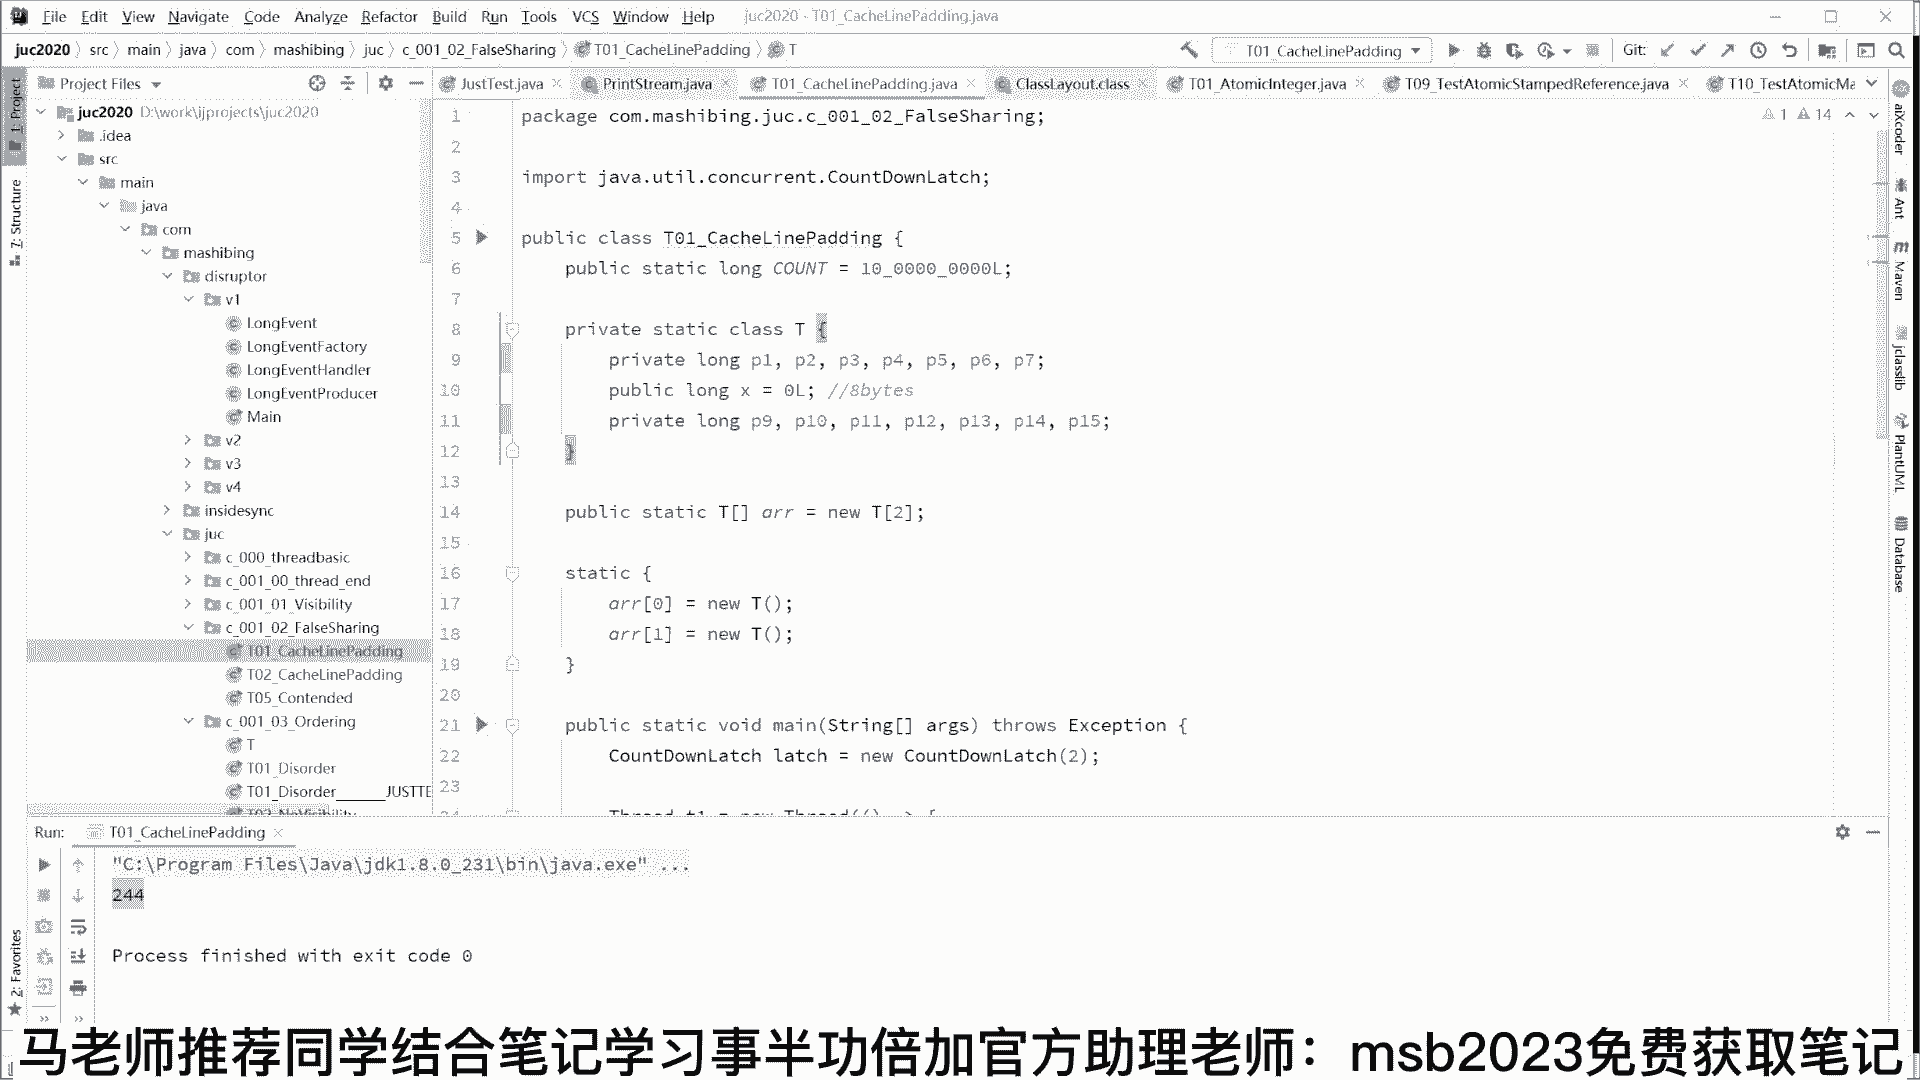 File Edit View Navigate Code Analyze Refactor Build Run Tools VCS Window Help juc2020 - T01_CacheLinePadding.java
juc2020 src main java com mashibing juc c_001_02_FalseSharing T01_CacheLinePadding T
T01_CacheLinePadding Git:
Project Files
JustTest.java PrintStream.java T01_CacheLinePadding.java ClassLayout.class T01_AtomicInteger.java T09_TestAtomicStampedReference.java T10_TestAtomicMa
1: Project
7: Structure
2: Favorites
juc2020 D:\work\ijprojects\juc2020
.idea
src
main
java
com
mashibing
disruptor
v1
LongEvent
LongEventFactory
LongEventHandler
LongEventProducer
Main
v2
v3
v4
insidesync
juc
c_000_threadbasic
c_001_00_thread_end
c_001_01_Visibility
c_001_02_FalseSharing
T01_CacheLinePadding
T02_CacheLinePadding
T05_Contended
c_001_03_Ordering
T
T01_Disorder
T01_Disorder______JUSTTE
T02_NoVisibility
1 package com.mashibing.juc.c_001_02_FalseSharing;
2
3 import java.util.concurrent.CountDownLatch;
4
5 public class T01_CacheLinePadding {
6 public static long COUNT = 10_0000_0000L;
7
8 private static class T {
9 private long p1, p2, p3, p4, p5, p6, p7;
10 public long x = 0L; //8bytes
11 private long p9, p10, p11, p12, p13, p14, p15;
12 }
13
14 public static T[] arr = new T[2];
15
16 static {
17 arr[0] = new T();
18 arr[1] = new T();
19 }
20
21 public static void main(String[] args) throws Exception {
22 CountDownLatch latch = new CountDownLatch(2);
23
24 Thread t1 = new Thread(() -> {
1 14
aiXcoder
Ant
m Maven
jclasslib
PlantUML
Database
Run: T01_CacheLinePadding
"C:\Program Files\Java\jdk1.8.0_231\bin\java.exe" ...
244
Process finished with exit code 0
马老师推荐同学结合笔记学习事半功倍加官方助理老师：msb2023免费获取笔记